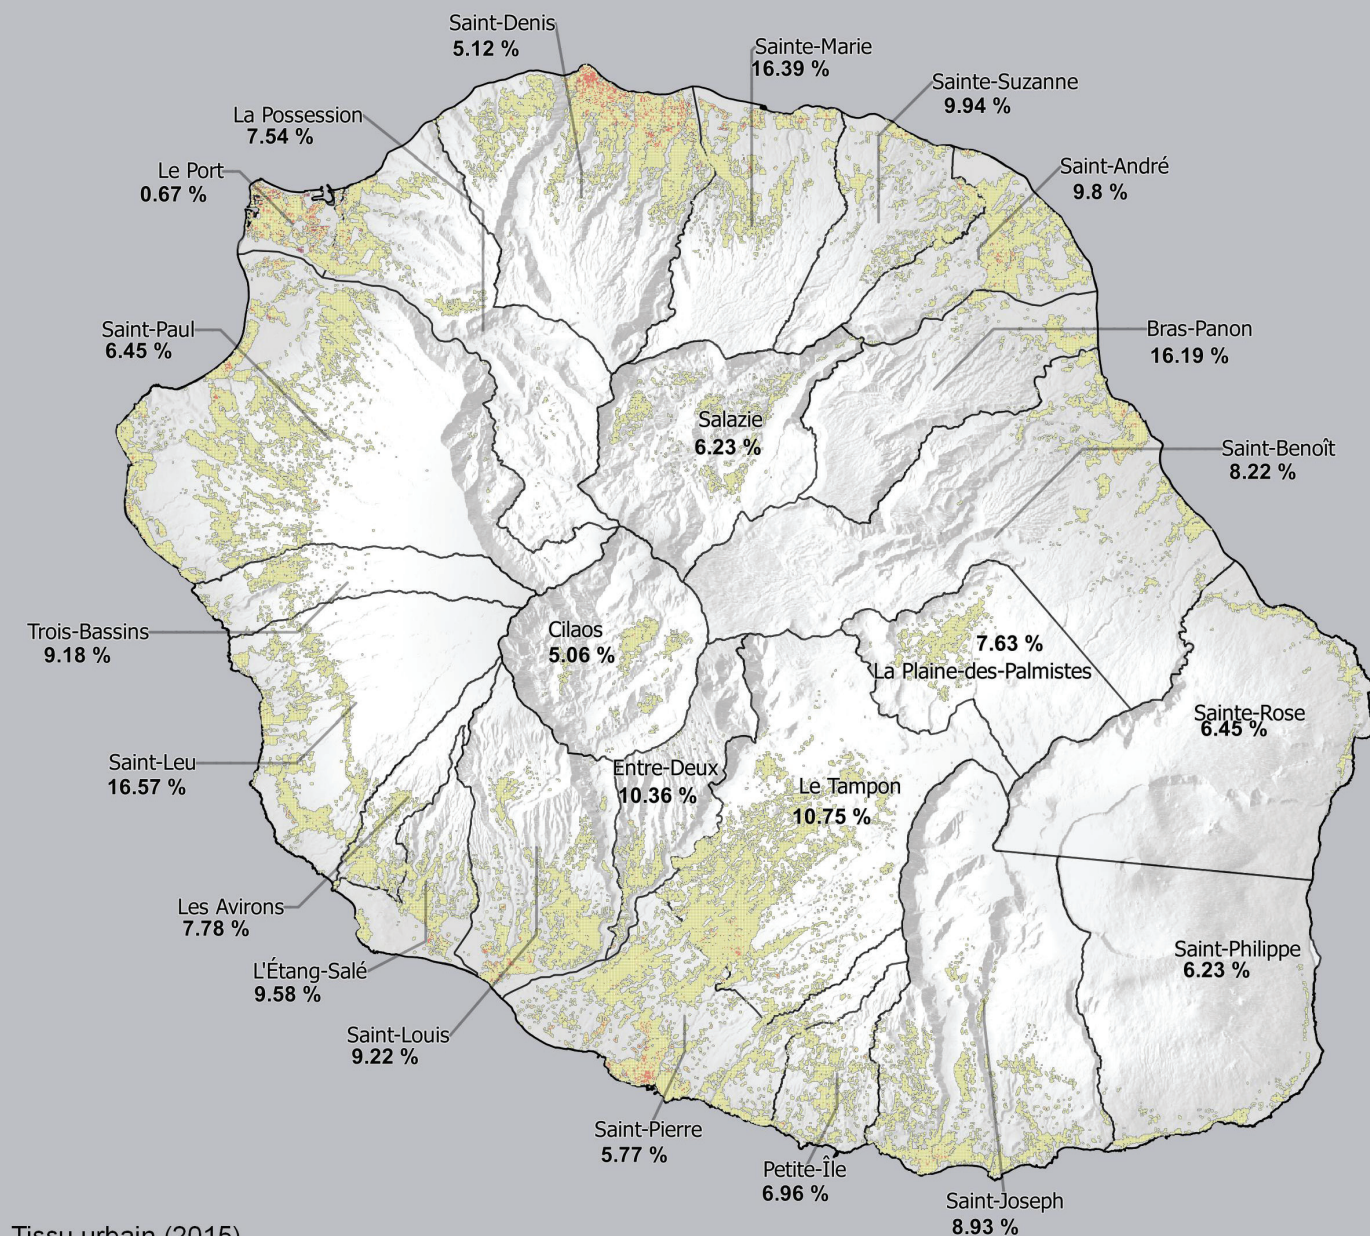 Saint-Denis
5.12 %
Sainte-Marie
16.39 %
Sainte-Suzanne
9.94 %
La Possession
7.54 %
Le Port
0.67 %
Saint-André
9.8 %
Saint-Paul
6.45 %
Bras-Panon
16.19 %
Salazie
6.23 %
Saint-Benoît
8.22 %
Trois-Bassins
9.18 %
Cilaos
5.06 %
7.63 %
La Plaine-des-Palmistes
Sainte-Rose
6.45 %
Saint-Leu
16.57 %
Entre-Deux
10.36 %
Le Tampon
10.75 %
Les Avirons
7.78 %
L'Étang-Salé
9.58 %
Saint-Philippe
6.23 %
Saint-Louis
9.22 %
Saint-Pierre
5.77 %
Petite-Île
6.96 %
Saint-Joseph
8.93 %
Tissu urbain (2015)